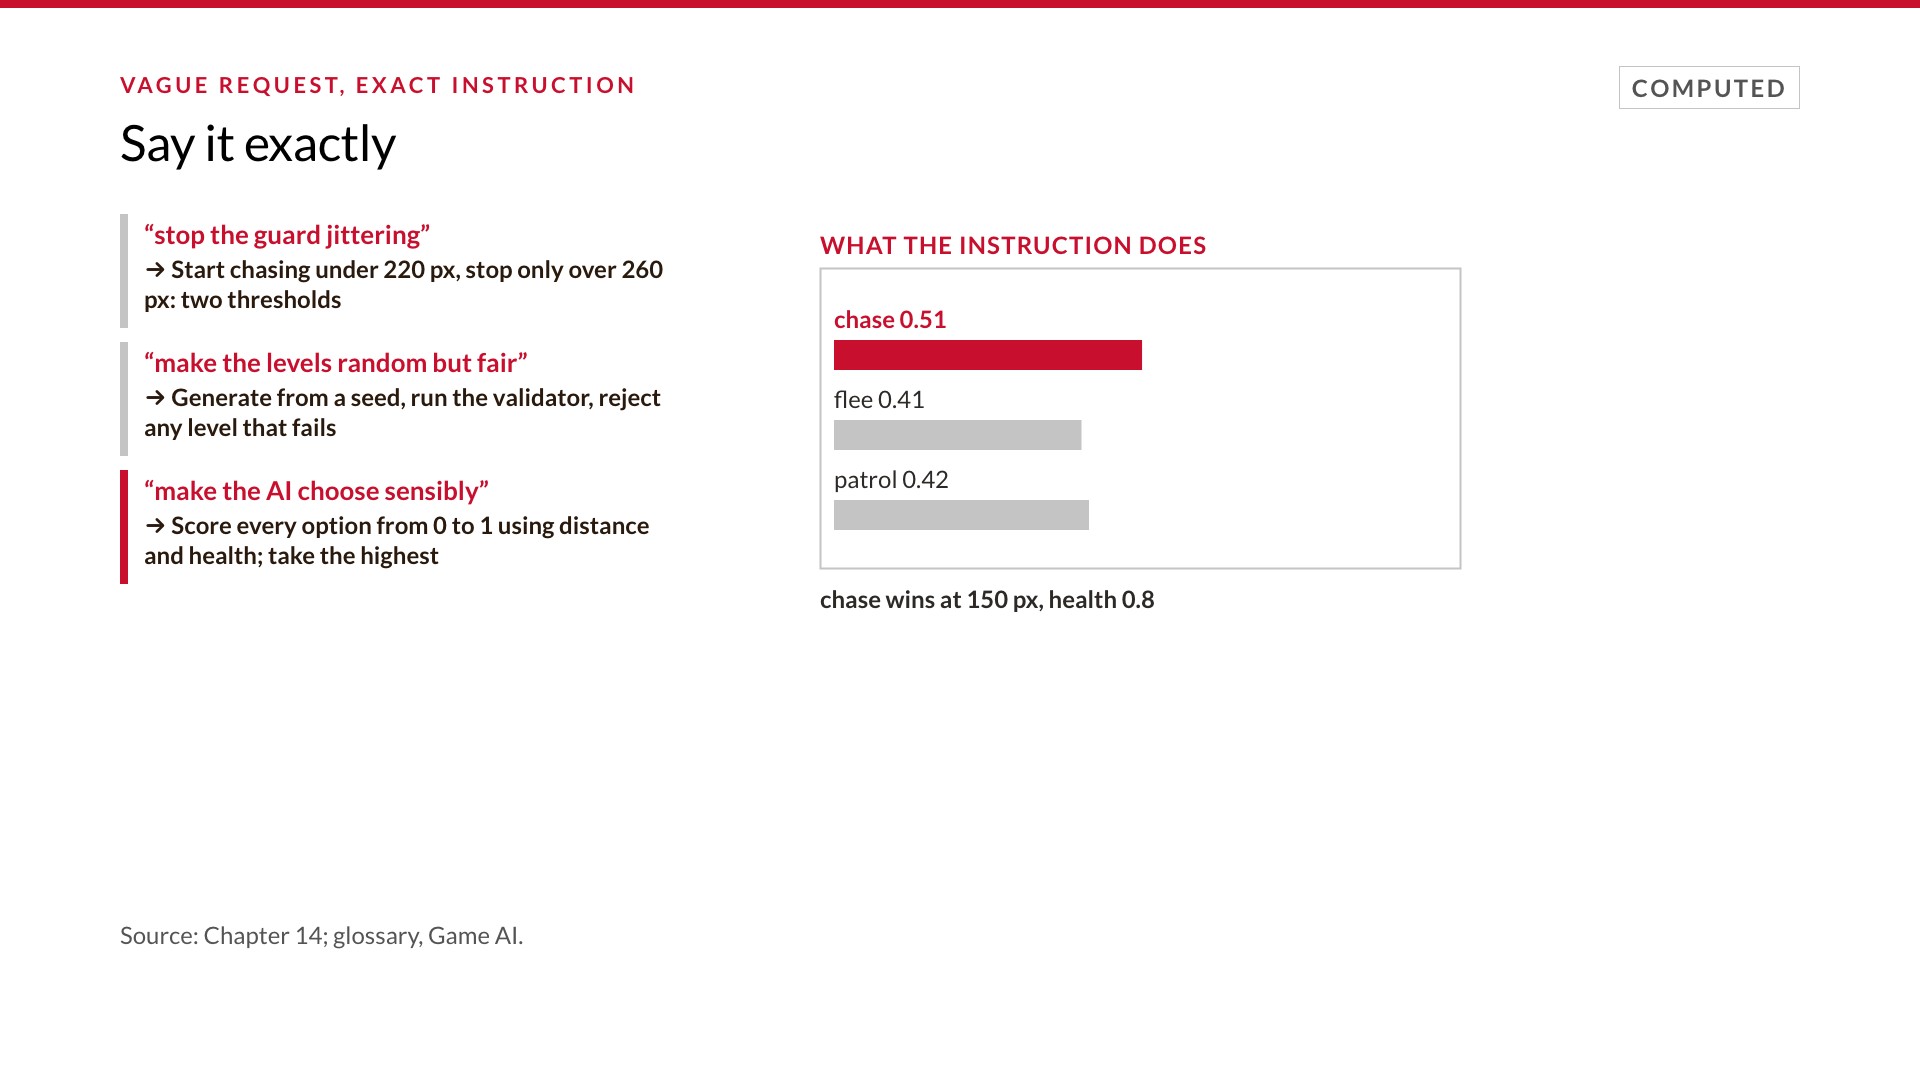 VAGUE REQUEST, EXACT INSTRUCTION
COMPUTED
Say it exactly
“stop the guard jittering”
→ Start chasing under 220 px, stop only over 260
px: two thresholds
“make the levels random but fair”
→ Generate from a seed, run the validator, reject
any level that fails
“make the AI choose sensibly”
→ Score every option from 0 to 1 using distance
and health; take the highest
WHAT THE INSTRUCTION DOES
chase 0.51
flee 0.41
patrol 0.42
chase wins at 150 px, health 0.8
Source: Chapter 14; glossary, Game AI.